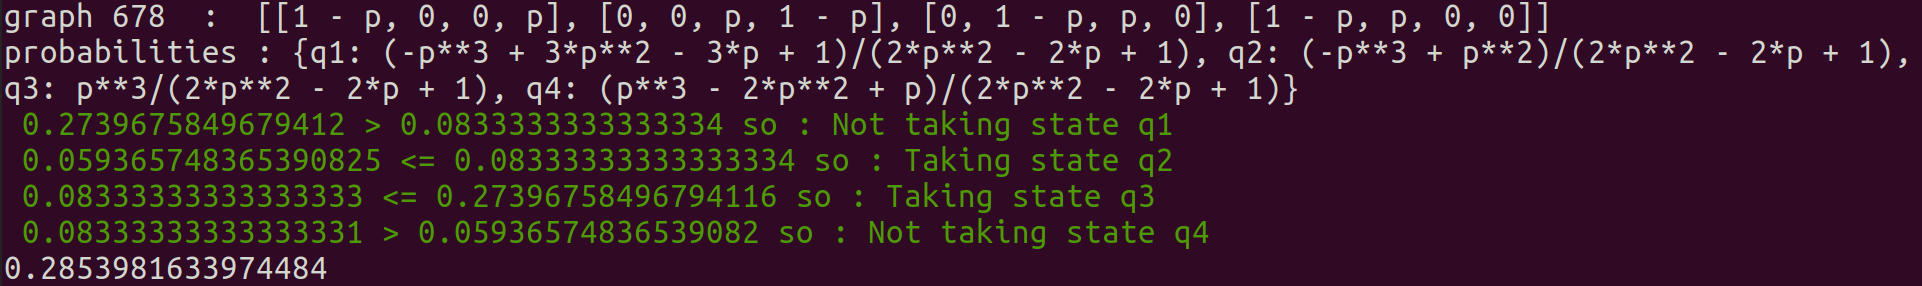 graph 678  :  [[1 - p, 0, 0, p], [0, 0, p, 1 - p], [0, 1 - p, p, 0], [1 - p, p, 0, 0]]
probabilities : {q1: (-p**3 + 3*p**2 - 3*p + 1)/(2*p**2 - 2*p + 1), q2: (-p**3 + p**2)/(2*p**2 - 2*p + 1),
q3: p**3/(2*p**2 - 2*p + 1), q4: (p**3 - 2*p**2 + p)/(2*p**2 - 2*p + 1)}
 0.2739675849679412 > 0.0833333333333334 so : Not taking state q1
 0.059365748365390825 <= 0.08333333333333334 so : Taking state q2
 0.08333333333333333 <= 0.27396758496794116 so : Taking state q3
 0.08333333333333331 > 0.05936574836539082 so : Not taking state q4
0.2853981633974484